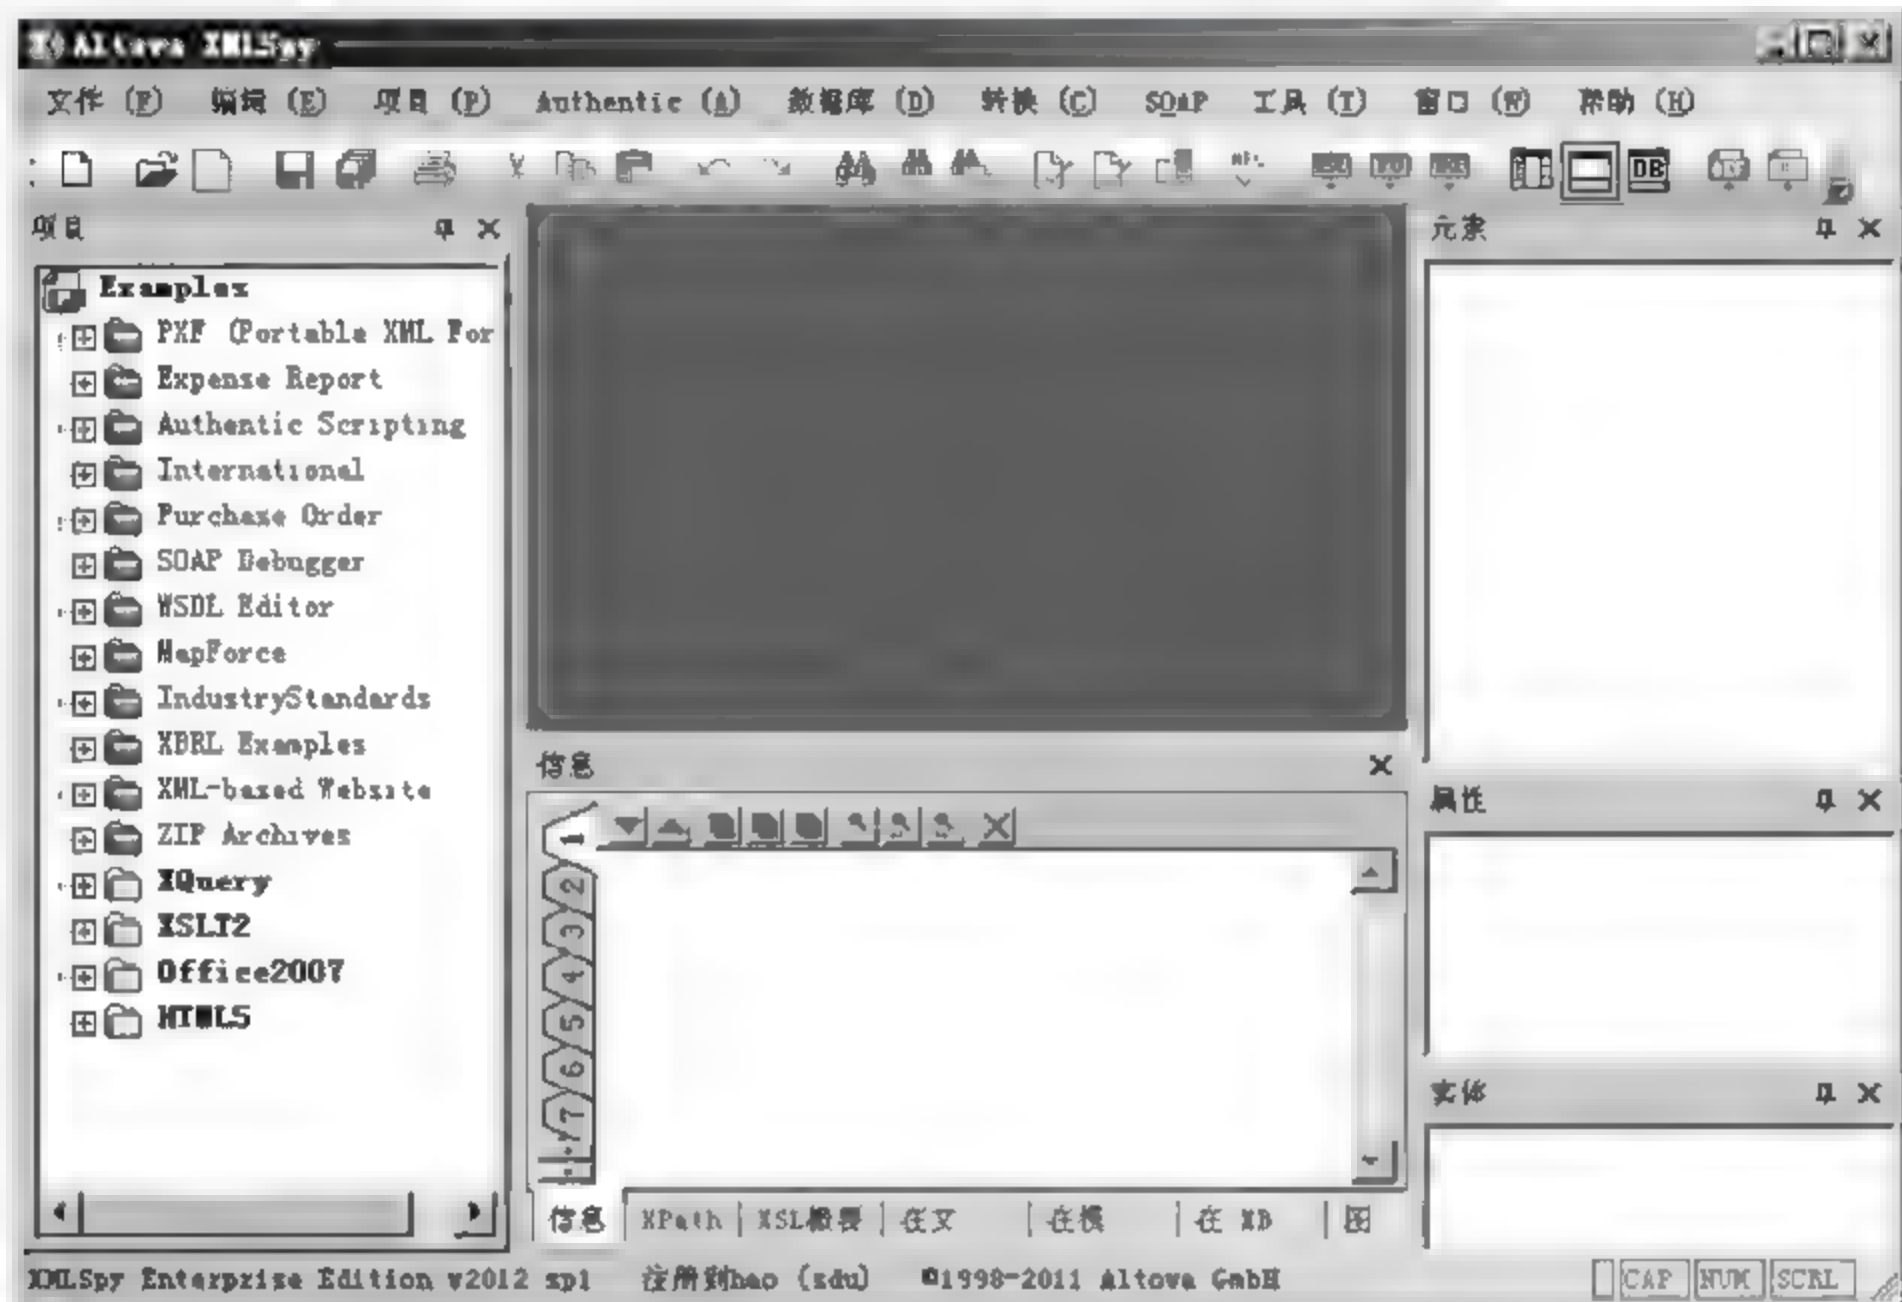 Altova XMLSpy
文件(F) 编辑(E) 项目(P) Authentic(A) 数据库(D) 转换(C) SOAP 工具(T) 窗口(W) 帮助(H)
DB
项目
Examples
PXF (Portable XML For
Expense Report
Authentic Scripting
International
Purchase Order
SOAP Debugger
WSDL Editor
MapForce
IndustryStandards
XBRL Examples
XML-based Website
ZIP Archives
XQuery
XSLT2
Office2007
HTML5
信息
1
2
3
4
5
6
7
信息 XPath XSL概要 在文 在模 在 XB 图
元素
属性
实体
XMLSpy Enterprise Edition v2012 sp1 注册到hao (sdu) ©1998-2011 Altova GmbH CAP NUM SCRL